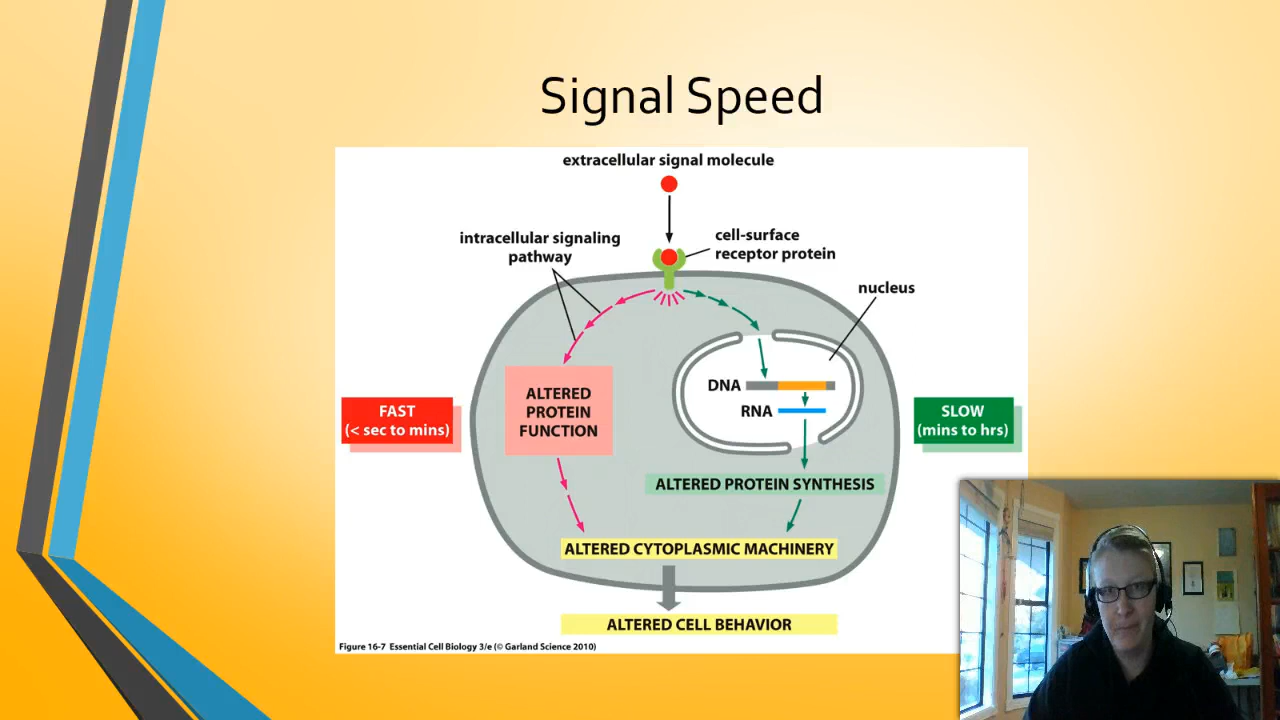 Signal Speed
extracellular signal molecule
intracellular signaling
pathway
cell-surface
receptor protein
nucleus
DNA
RNA
ALTERED
PROTEIN
FUNCTION
FAST
(< sec to mins)
SLOW
(mins to hrs)
ALTERED PROTEIN SYNTHESIS
ALTERED CYTOPLASMIC MACHINERY
ALTERED CELL BEHAVIOR
Figure 16-7 Essential Cell Biology 3/e (© Garland Science 2010)